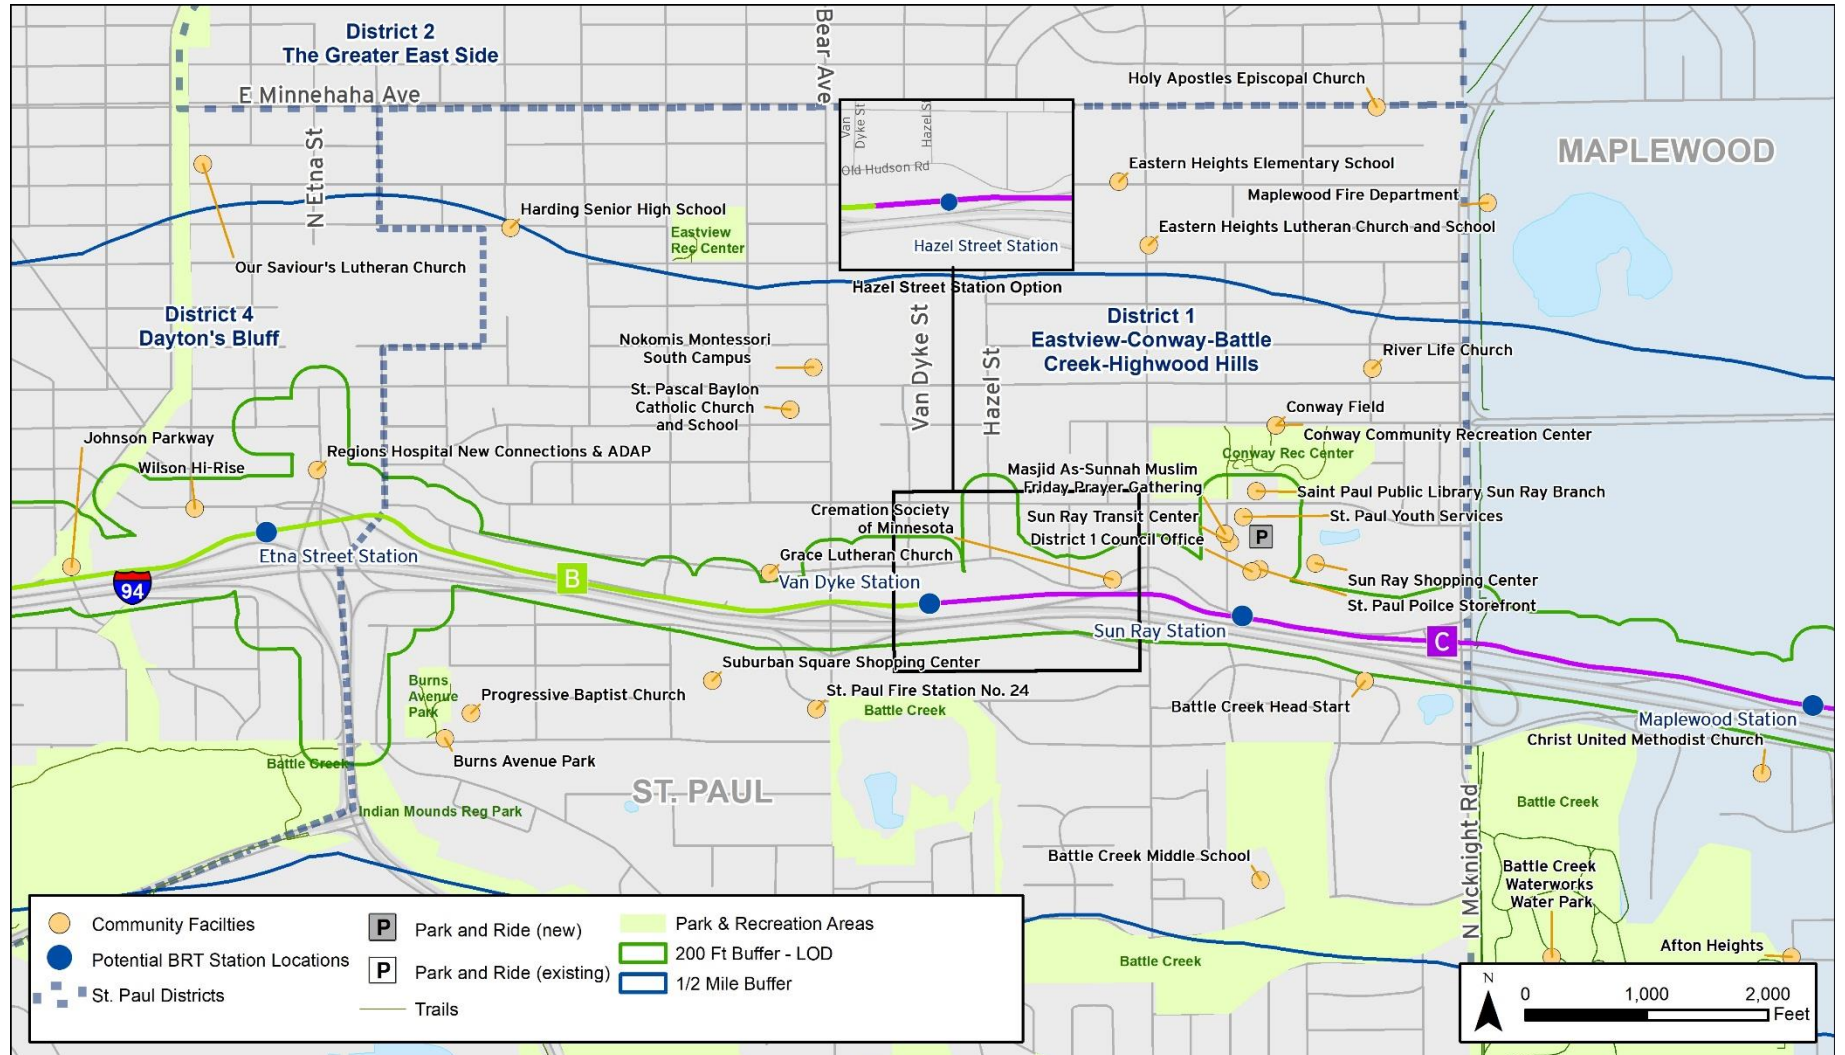 District 2
The Greater East Side
Bear Ave
E Minnehaha Ave
N Etna St
Holy Apostles Episcopal Church
MAPLEWOOD
Van
Dyke St
Hazel St
Old Hudson Rd
Hazel Street Station
Hazel Street Station Option
Eastern Heights Elementary School
Maplewood Fire Department
Eastern Heights Lutheran Church and School
Harding Senior High School
Eastview
Rec Center
Our Saviour's Lutheran Church
District 4
Dayton's Bluff
District 1
Eastview-Conway-Battle
Creek-Highwood Hills
Van Dyke St
Hazel St
Nokomis Montessori
South Campus
St. Pascal Baylon
Catholic Church
and School
River Life Church
Conway Field
Conway Community Recreation Center
Conway Rec Center
Johnson Parkway
Wilson Hi-Rise
Regions Hospital New Connections & ADAP
Masjid As-Sunnah Muslim
Friday Prayer Gathering
Saint Paul Public Library Sun Ray Branch
Cremation Society
of Minnesota
Sun Ray Transit Center
St. Paul Youth Services
District 1 Council Office
P
Grace Lutheran Church
Etna Street Station
Van Dyke Station
94
B
Sun Ray Shopping Center
St. Paul Poilce Storefront
Sun Ray Station
C
Suburban Square Shopping Center
Burns
Avenue
Park
Progressive Baptist Church
St. Paul Fire Station No. 24
Battle Creek
Battle Creek Head Start
Maplewood Station
Christ United Methodist Church
Burns Avenue Park
Battle Creek
ST. PAUL
Indian Mounds Reg Park
N Mcknight Rd
Battle Creek
Battle Creek Middle School
Battle Creek
Waterworks
Water Park
Afton Heights
Battle Creek
Community Facilties
Potential BRT Station Locations
St. Paul Districts
P
Park and Ride (new)
P
Park and Ride (existing)
Trails
Park & Recreation Areas
200 Ft Buffer - LOD
1/2 Mile Buffer
N
0 1,000 2,000
Feet